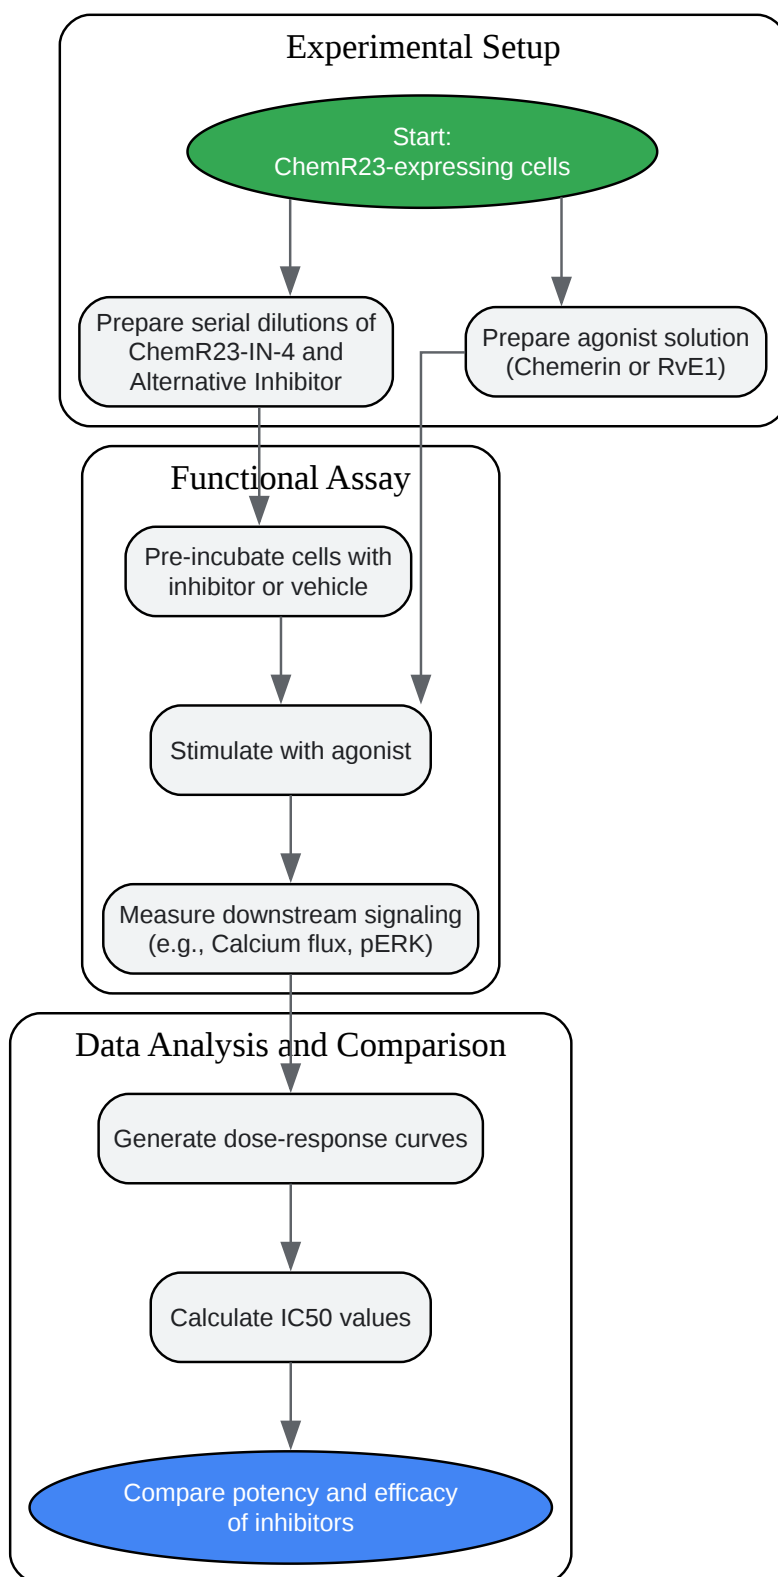 Experimental Setup
Start:
ChemR23-expressing cells
Prepare serial dilutions of
ChemR23-IN-4 and
Alternative Inhibitor
Prepare agonist solution
(Chemerin or RvE1)
Functional Assay
Pre-incubate cells with
inhibitor or vehicle
Stimulate with agonist
Measure downstream signaling
(e.g., Calcium flux, pERK)
Data Analysis and Comparison
Generate dose-response curves
Calculate IC50 values
Compare potency and efficacy
of inhibitors